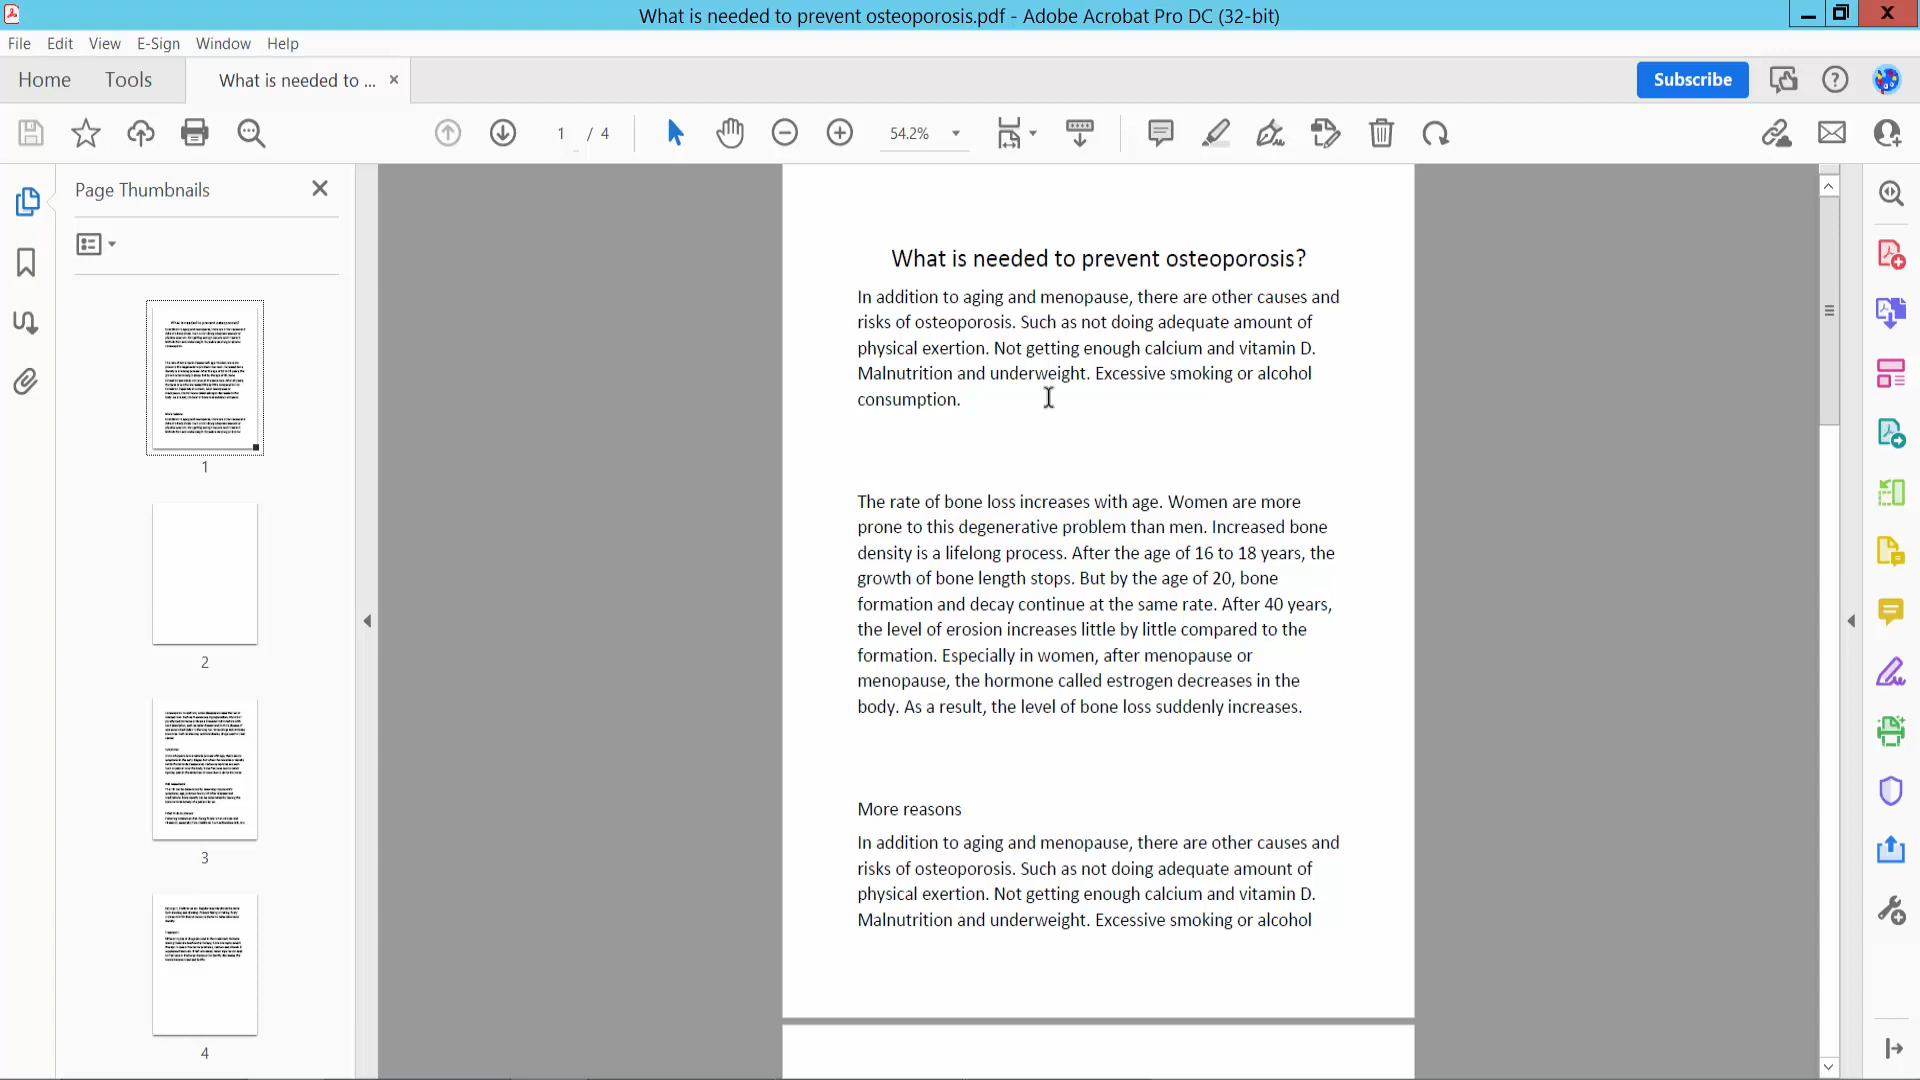 What is needed to prevent osteoporosis.pdf - Adobe Acrobat Pro DC (32-bit)
File Edit View E-Sign Window Help
Home Tools What is needed to ... Subscribe
1 / 4 54.2%
Page Thumbnails
1
2
3
4
What is needed to prevent osteoporosis?
In addition to aging and menopause, there are other causes and
risks of osteoporosis. Such as not doing adequate amount of
physical exertion. Not getting enough calcium and vitamin D.
Malnutrition and underweight. Excessive smoking or alcohol
consumption.
The rate of bone loss increases with age. Women are more
prone to this degenerative problem than men. Increased bone
density is a lifelong process. After the age of 16 to 18 years, the
growth of bone length stops. But by the age of 20, bone
formation and decay continue at the same rate. After 40 years,
the level of erosion increases little by little compared to the
formation. Especially in women, after menopause or
menopause, the hormone called estrogen decreases in the
body. As a result, the level of bone loss suddenly increases.
More reasons
In addition to aging and menopause, there are other causes and
risks of osteoporosis. Such as not doing adequate amount of
physical exertion. Not getting enough calcium and vitamin D.
Malnutrition and underweight. Excessive smoking or alcohol